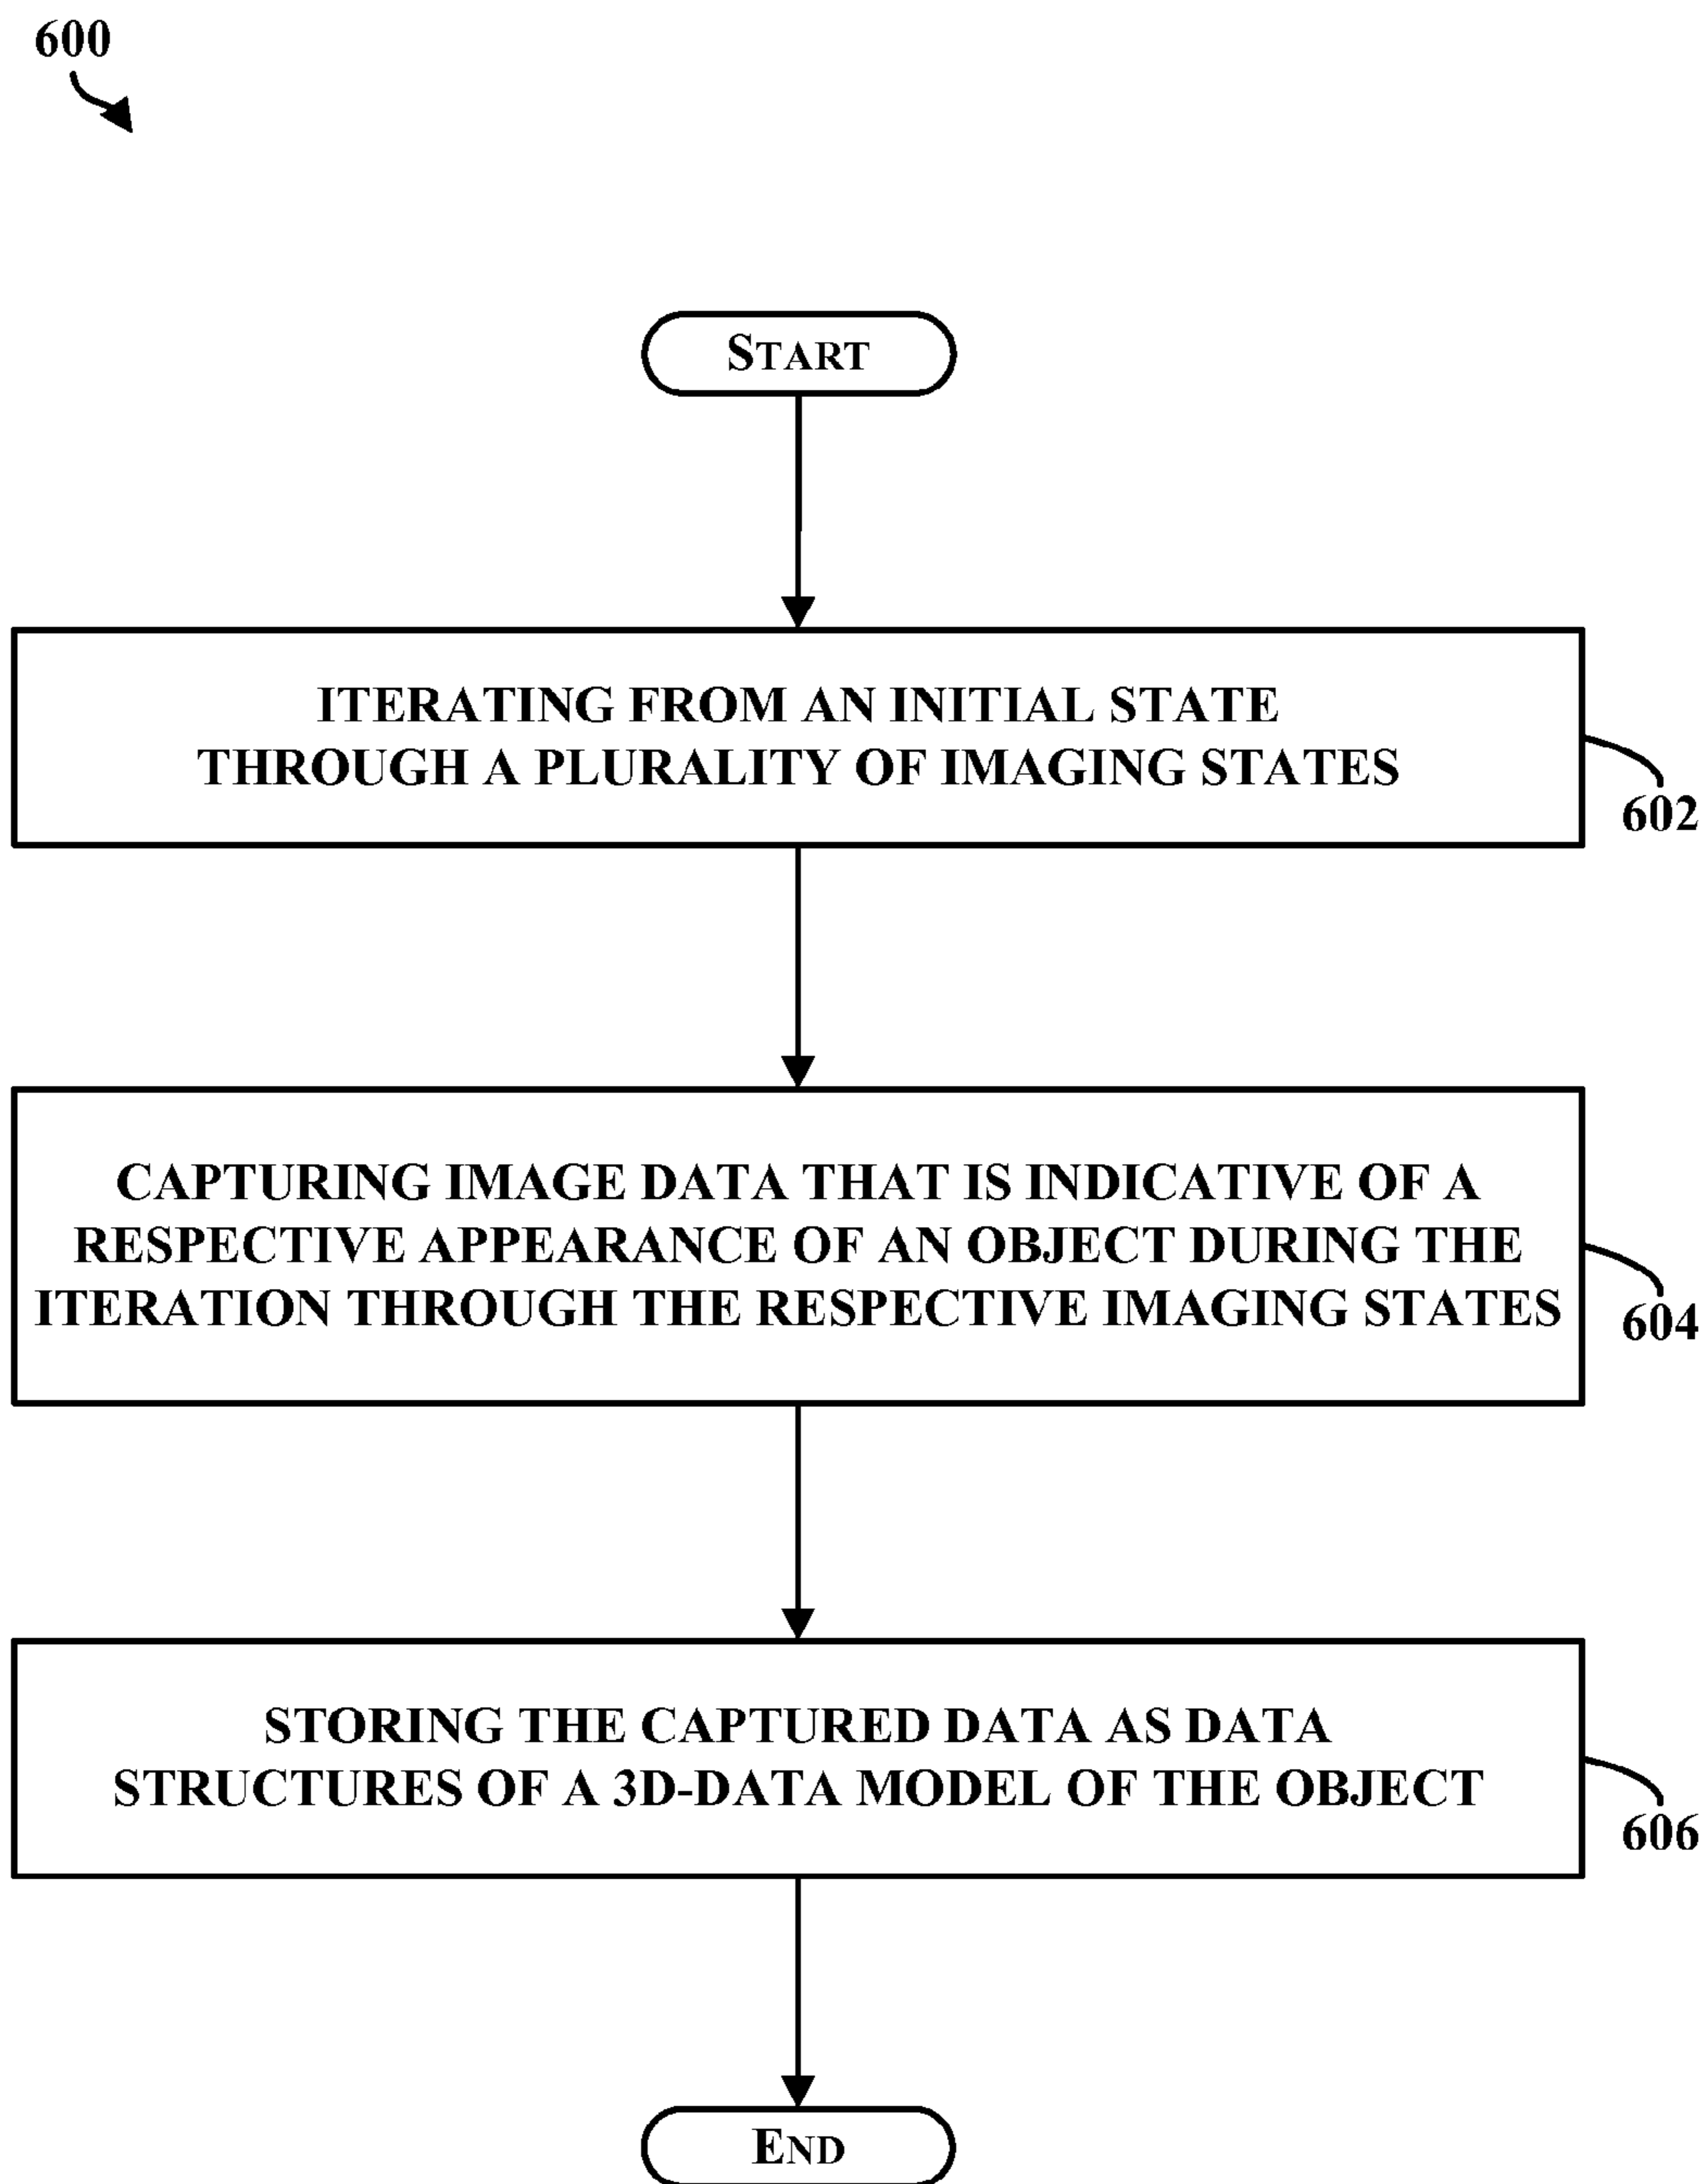 600
START
ITERATING FROM AN INITIAL STATE
THROUGH A PLURALITY OF IMAGING STATES
602
CAPTURING IMAGE DATA THAT IS INDICATIVE OF A
RESPECTIVE APPEARANCE OF AN OBJECT DURING THE
ITERATION THROUGH THE RESPECTIVE IMAGING STATES
604
STORING THE CAPTURED DATA AS DATA
STRUCTURES OF A 3D-DATA MODEL OF THE OBJECT
606
END